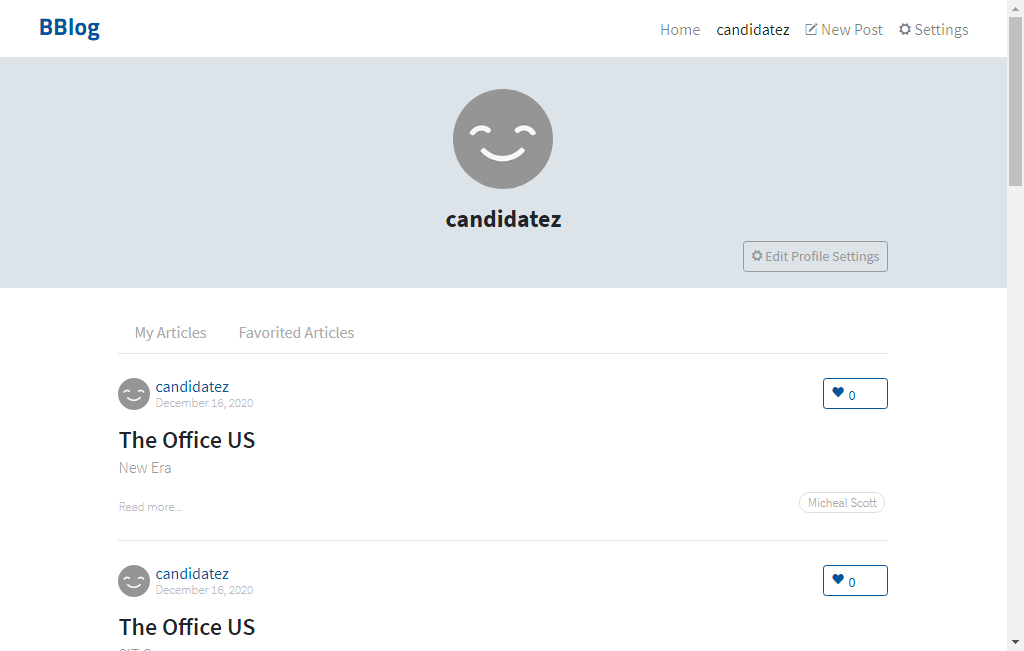 BBlog
Home candidatez New Post Settings
candidatez
Edit Profile Settings
My Articles Favorited Articles
candidatez
December 16, 2020
0
The Office US
New Era
Read more...
Micheal Scott
candidatez
December 16, 2020
0
The Office US